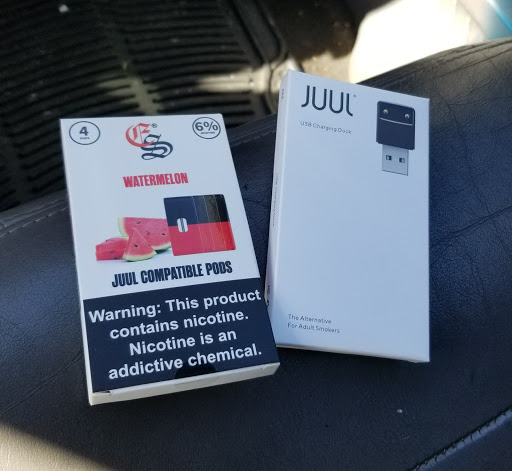 4
ES
6%
WATERMELON
JUUL COMPATIBLE PODS
Warning: This product
contains nicotine.
Nicotine is an
addictive chemical.
JUUL
USB Charging Dock
The Alternative
For Adult Smokers